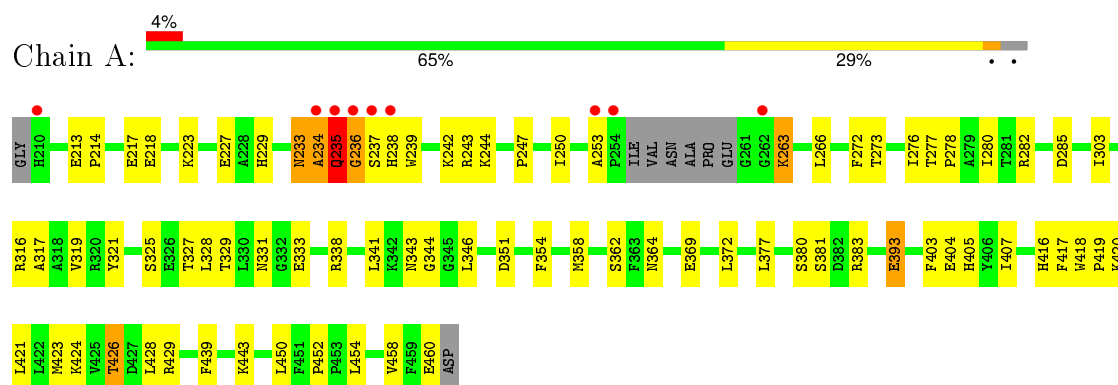 4%
Chain A:
65% 29% • •
GLY H210 E213 P214 E217 E218 K223 E227 A228 H229 N233 A234 Q235 G236 S237 H238 W239 K242 R243 K244 P247 I250 A253 P254 ILE VAL ASN ALA PRO GLU G261 G262 K263 L266 F272 T273 I276 T277 P278 A279 I280 T281 R282 D285 I303
R316 A317 A318 V319 R320 Y321 S325 E326 T327 L328 T329 L330 N331 G332 E333 R338 L341 K342 N343 G344 G345 L346 D351 F354 M358 S362 F363 N364 E369 L372 L377 S380 S381 D382 R383 E393 F403 E404 H405 Y406 I407 H416 F417 W418 P419 K420
L421 L422 M423 K424 V425 T426 D427 L428 R429 F439 K443 L450 F451 P452 P453 L454 V458 F459 E460 ASP